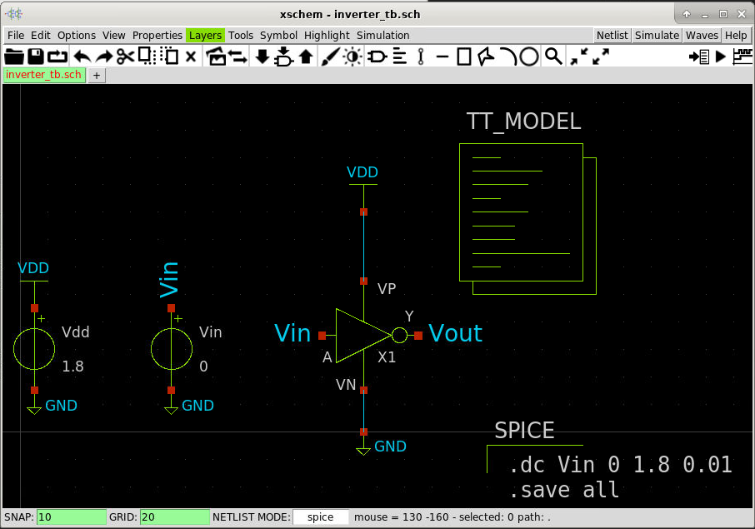 xschem - inverter_tb.sch
File Edit Options View Properties Layers Tools Symbol Highlight Simulation Netlist Simulate Waves Help
inverter_tb.sch +
TT_MODEL
VDD
VDD
Vin
VP
+ Vdd
1.8
+ Vin
0
Vin
A
Y
Vout
X1
VN
GND
GND
GND
SPICE
.dc Vin 0 1.8 0.01
.save all
SNAP: 10 GRID: 20 NETLIST MODE: spice mouse = 130 -160 - selected: 0 path: .